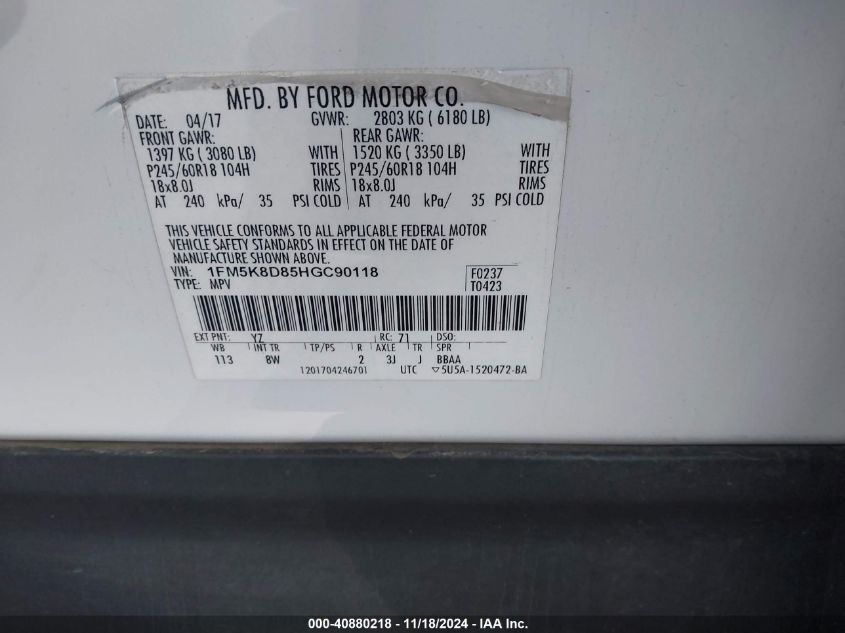 MFD. BY FORD MOTOR CO.
DATE: 04/17 GVWR: 2803 KG ( 6180 LB)
FRONT GAWR: REAR GAWR:
1397 KG ( 3080 LB) WITH 1520 KG ( 3350 LB) WITH
P245/60R18 104H TIRES P245/60R18 104H TIRES
18x8.0J RIMS 18x8.0J RIMS
AT 240 kPa/ 35 PSI COLD AT 240 kPa/ 35 PSI COLD
THIS VEHICLE CONFORMS TO ALL APPLICABLE FEDERAL MOTOR
VEHICLE SAFETY STANDARDS IN EFFECT ON THE DATE OF
MANUFACTURE SHOWN ABOVE.
VIN: 1FM5K8D85HGC90118 F0237
TYPE: MPV T0423
EXT PNT: YZ RC: 71 DSO:
WB INT TR TP/PS R AXLE TR SPR
113 8W 2 3J J BBAA
1201704246701 UTC ▽5U5A-1520472-BA
000-40880218 - 11/18/2024 - IAA Inc.